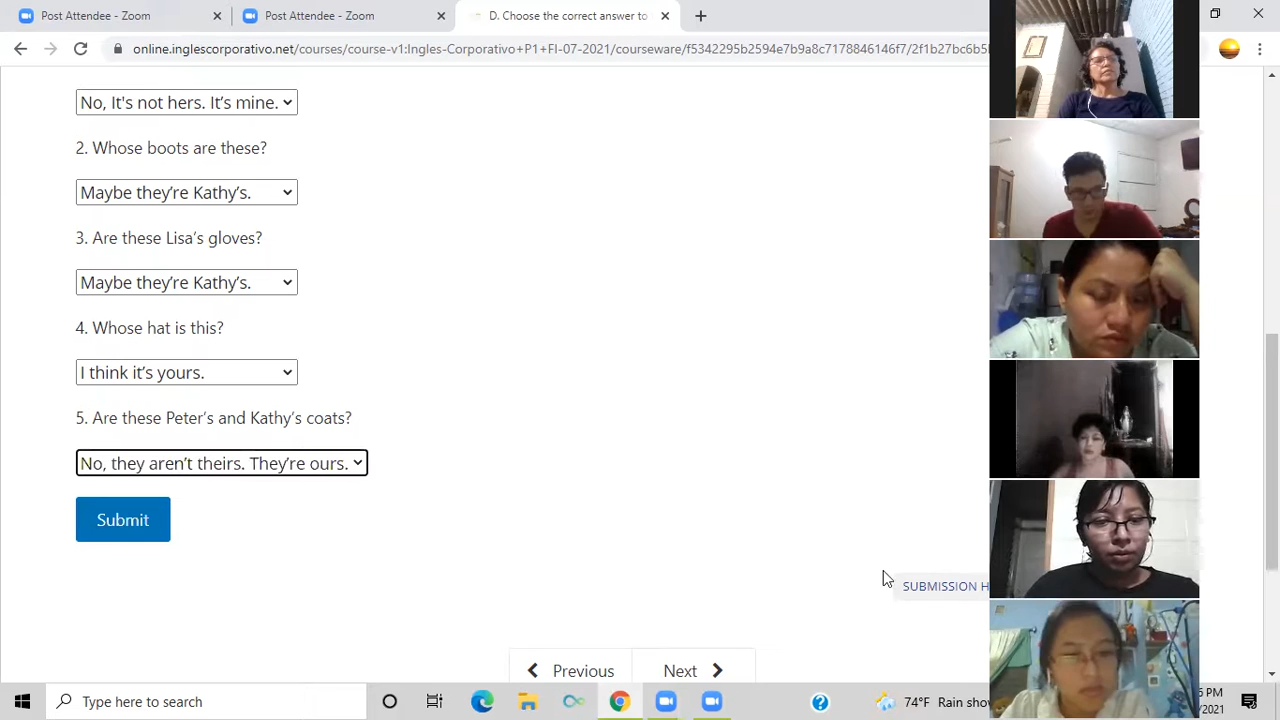 Post Attendee - Zoom
Post Attendee - Zoom
D. Choose the correct answer to
online.inglescorporativo.net/courses/course-v1:Ingles-Corporativo+P1+FI-07-2021/courseware/f5342295b2594e7b9a8c7878846146f7/2f1b27bc6b5
No, It's not hers. It’s mine.
2. Whose boots are these?
Maybe they’re Kathy’s.
3. Are these Lisa’s gloves?
Maybe they’re Kathy’s.
4. Whose hat is this?
I think it’s yours.
5. Are these Peter’s and Kathy’s coats?
No, they aren’t theirs. They’re ours.
Submit
SUBMISSION H
Previous
Next
Type here to search
74°
Rain sho
PM
/2021